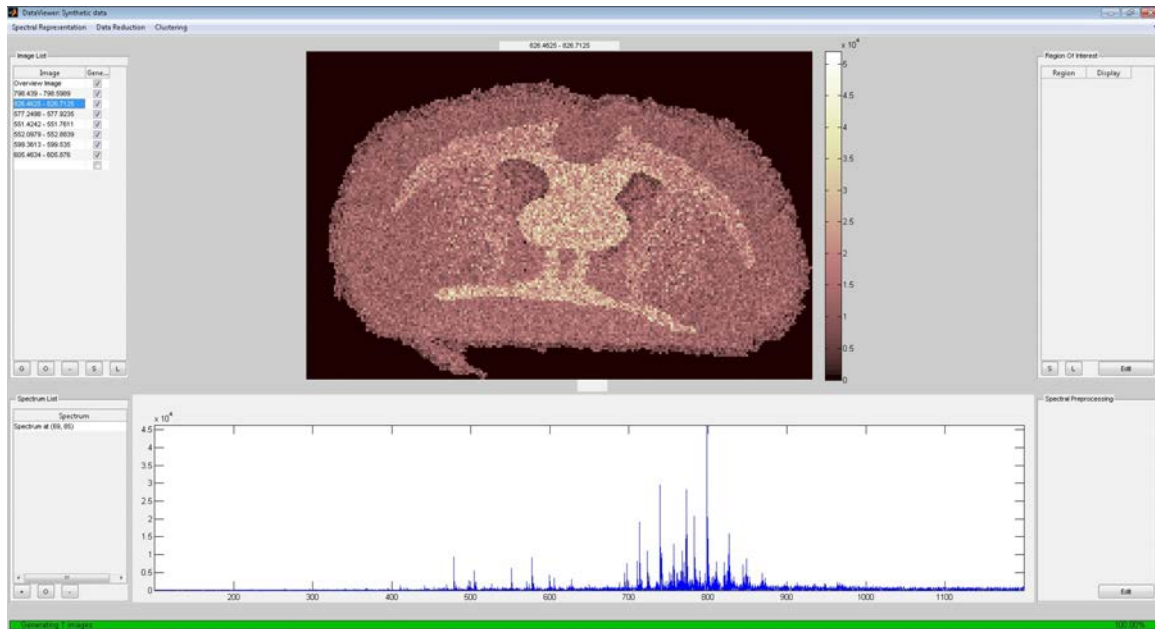 DataViewer: Synthetic data
Spectral Representation Data Reduction Clustering
Image List
Image Gene...
Overview Image
798.439 - 798.5989
826.4625 - 826.7125
577.2498 - 577.9235
551.4242 - 551.7611
552.0979 - 552.8839
599.3613 - 599.535
605.4634 - 605.876
G O - S L
826.4625 - 826.7125
x 10⁴
5
4.5
4
3.5
3
2.5
2
1.5
1
0.5
0
Region Of Interest
Region Display
S L Edit
Spectrum List
Spectrum
Spectrum at (69, 65)
+ O -
x 10⁴
4.5
4
3.5
3
2.5
2
1.5
1
0.5
0
200 300 400 500 600 700 800 900 1000 1100
Spectral Preprocessing
Edit
Generating 7 images 100.00%